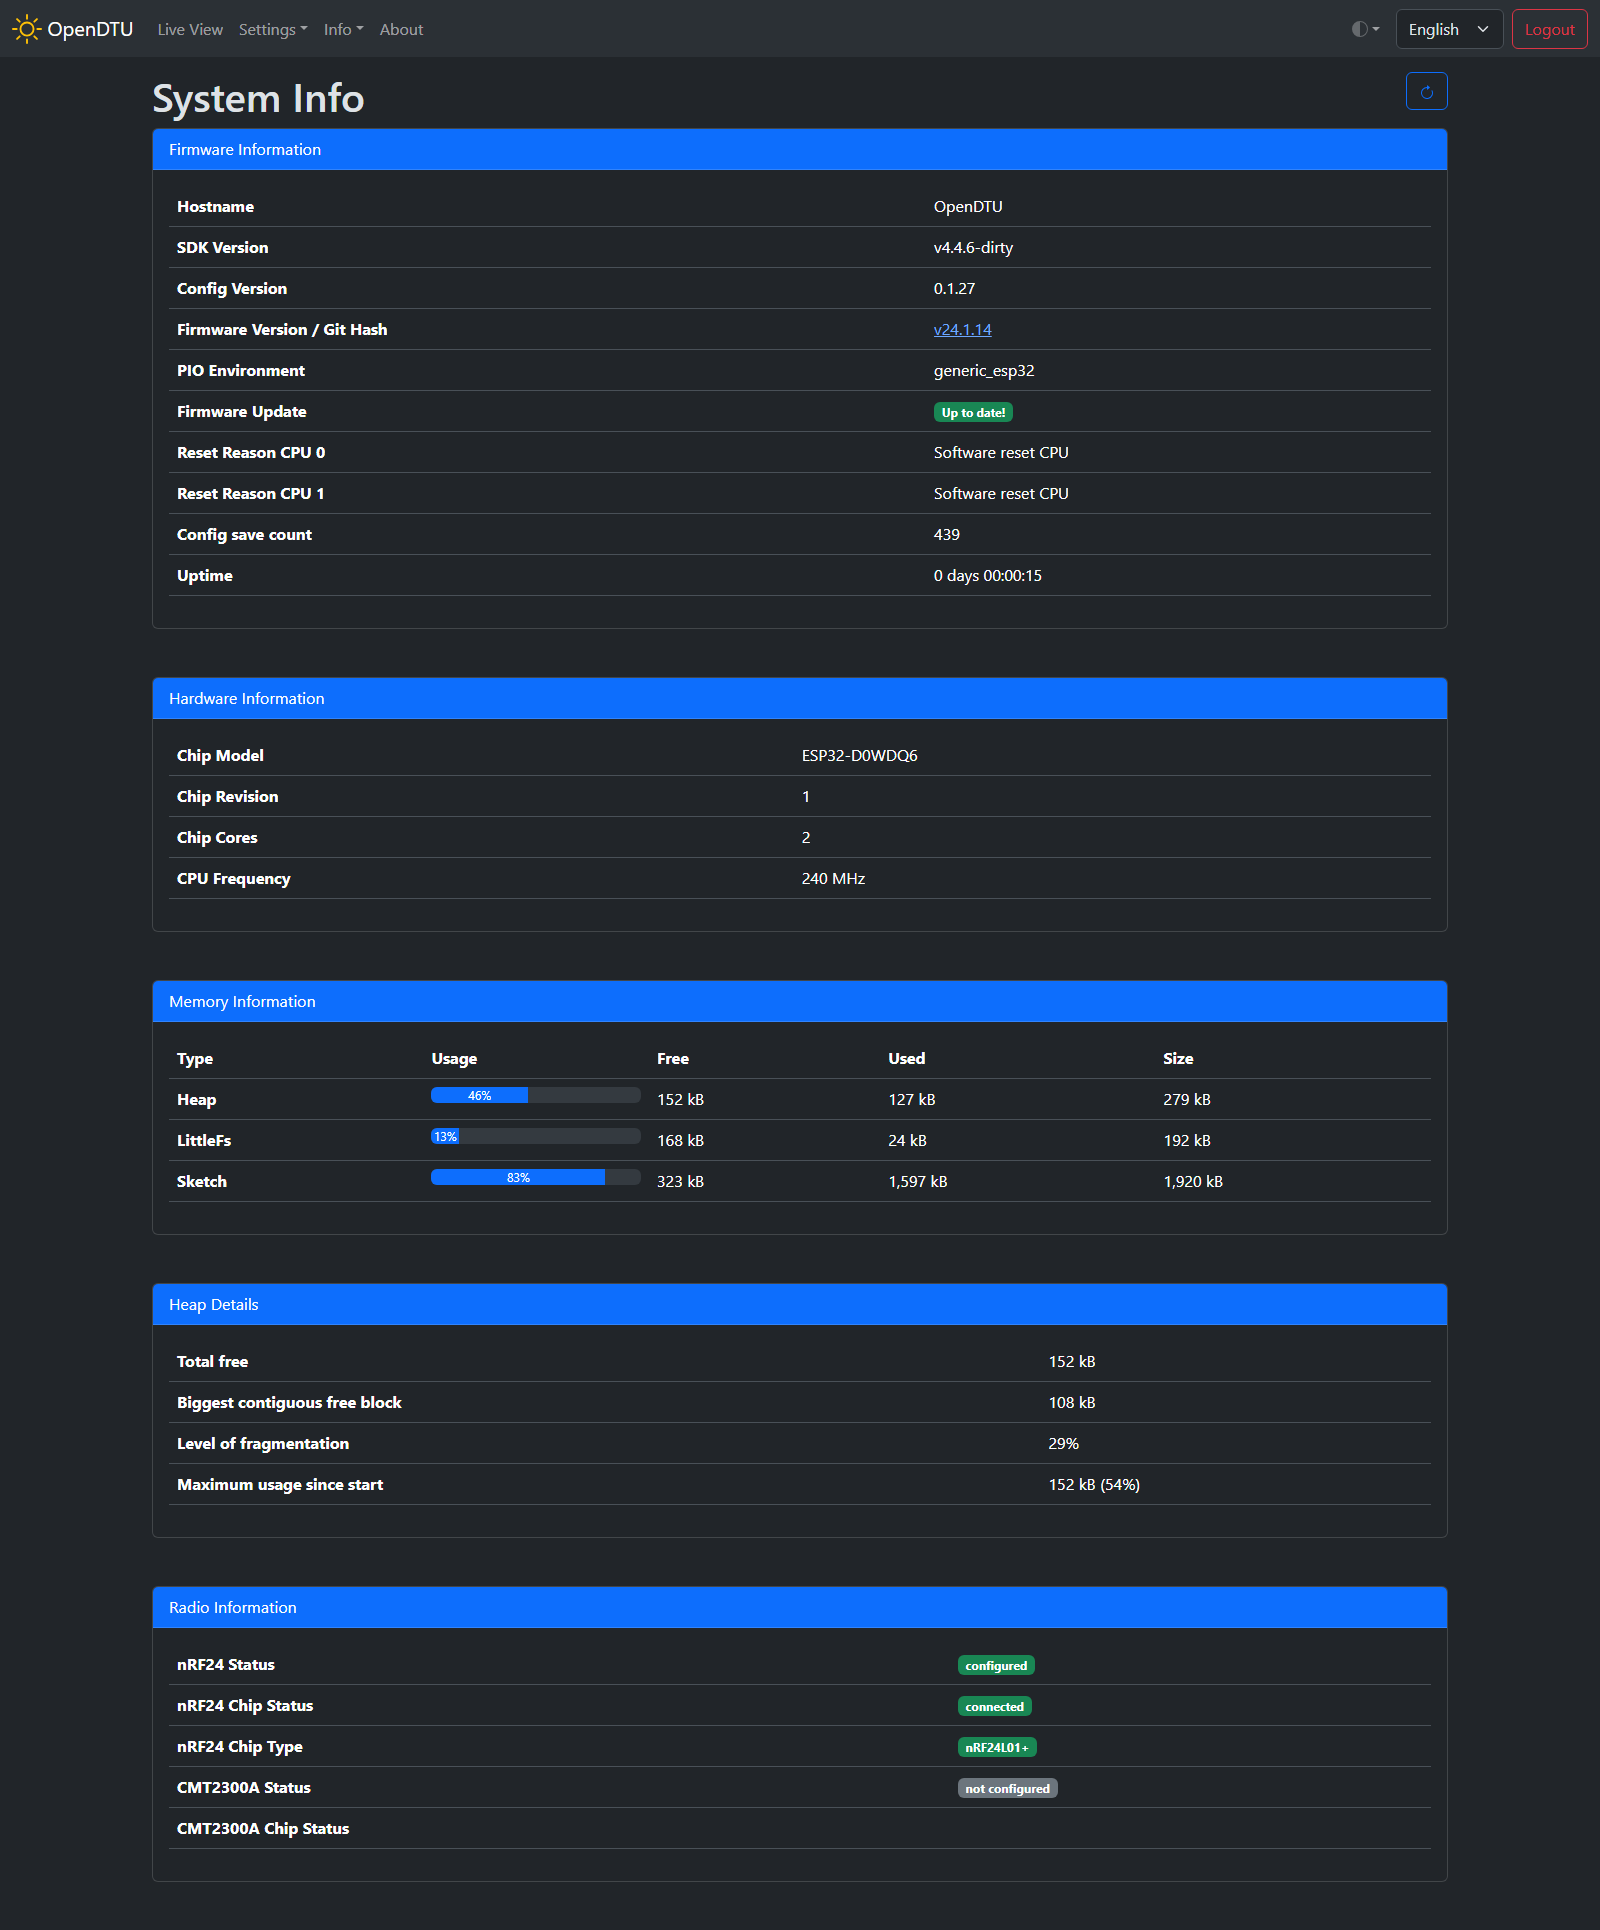 OpenDTU Live View Settings Info About English Logout
System Info
Firmware Information
Hostname OpenDTU
SDK Version v4.4.6-dirty
Config Version 0.1.27
Firmware Version / Git Hash v24.1.14
PIO Environment generic_esp32
Firmware Update Up to date!
Reset Reason CPU 0 Software reset CPU
Reset Reason CPU 1 Software reset CPU
Config save count 439
Uptime 0 days 00:00:15
Hardware Information
Chip Model ESP32-D0WDQ6
Chip Revision 1
Chip Cores 2
CPU Frequency 240 MHz
Memory Information
Type Usage Free Used Size
Heap 46% 152 kB 127 kB 279 kB
LittleFs 13% 168 kB 24 kB 192 kB
Sketch 83% 323 kB 1,597 kB 1,920 kB
Heap Details
Total free 152 kB
Biggest contiguous free block 108 kB
Level of fragmentation 29%
Maximum usage since start 152 kB (54%)
Radio Information
nRF24 Status configured
nRF24 Chip Status connected
nRF24 Chip Type nRF24L01+
CMT2300A Status not configured
CMT2300A Chip Status